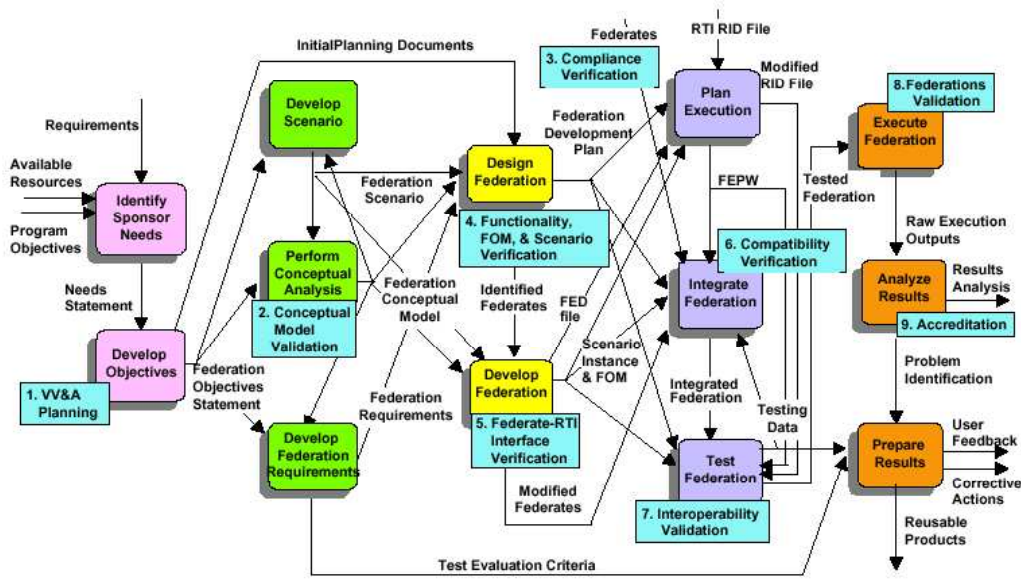 InitialPlanning Documents
Federates
RTI RID File
3. Compliance
Verification
Modified
RID File
8.Federations
Validation
Develop
Scenario
Plan
Execution
Execute
Federation
Requirements
Federation
Development
Plan
Available
Resources
Design
Federation
Federation
Scenario
FEPW
Tested
Federation
Identify
Sponsor
Needs
Program
Objectives
4. Functionality,
FOM, & Scenario
Verification
6. Compatibility
Verification
Raw Execution
Outputs
Perform
Conceptual
Analysis
Needs
Statement
2. Conceptual
Model
Validation
Federation
Conceptual
Model
Identified
Federates
FED
file
Integrate
Federation
Analyze
Results
Results
Analysis
9. Accreditation
Develop
Objectives
1. VV&A
Planning
Federation
Objectives
Statement
Federation
Requirements
Develop
Federation
Scenario
Instance
& FOM
Integrated
Federation
Testing
Data
Problem
Identification
Develop
Federation
Requirements
5. Federate-RTI
Interface
Verification
Test
Federation
Prepare
Results
User
Feedback
Corrective
Actions
Modified
Federates
7. Interoperability
Validation
Reusable
Products
Test Evaluation Criteria